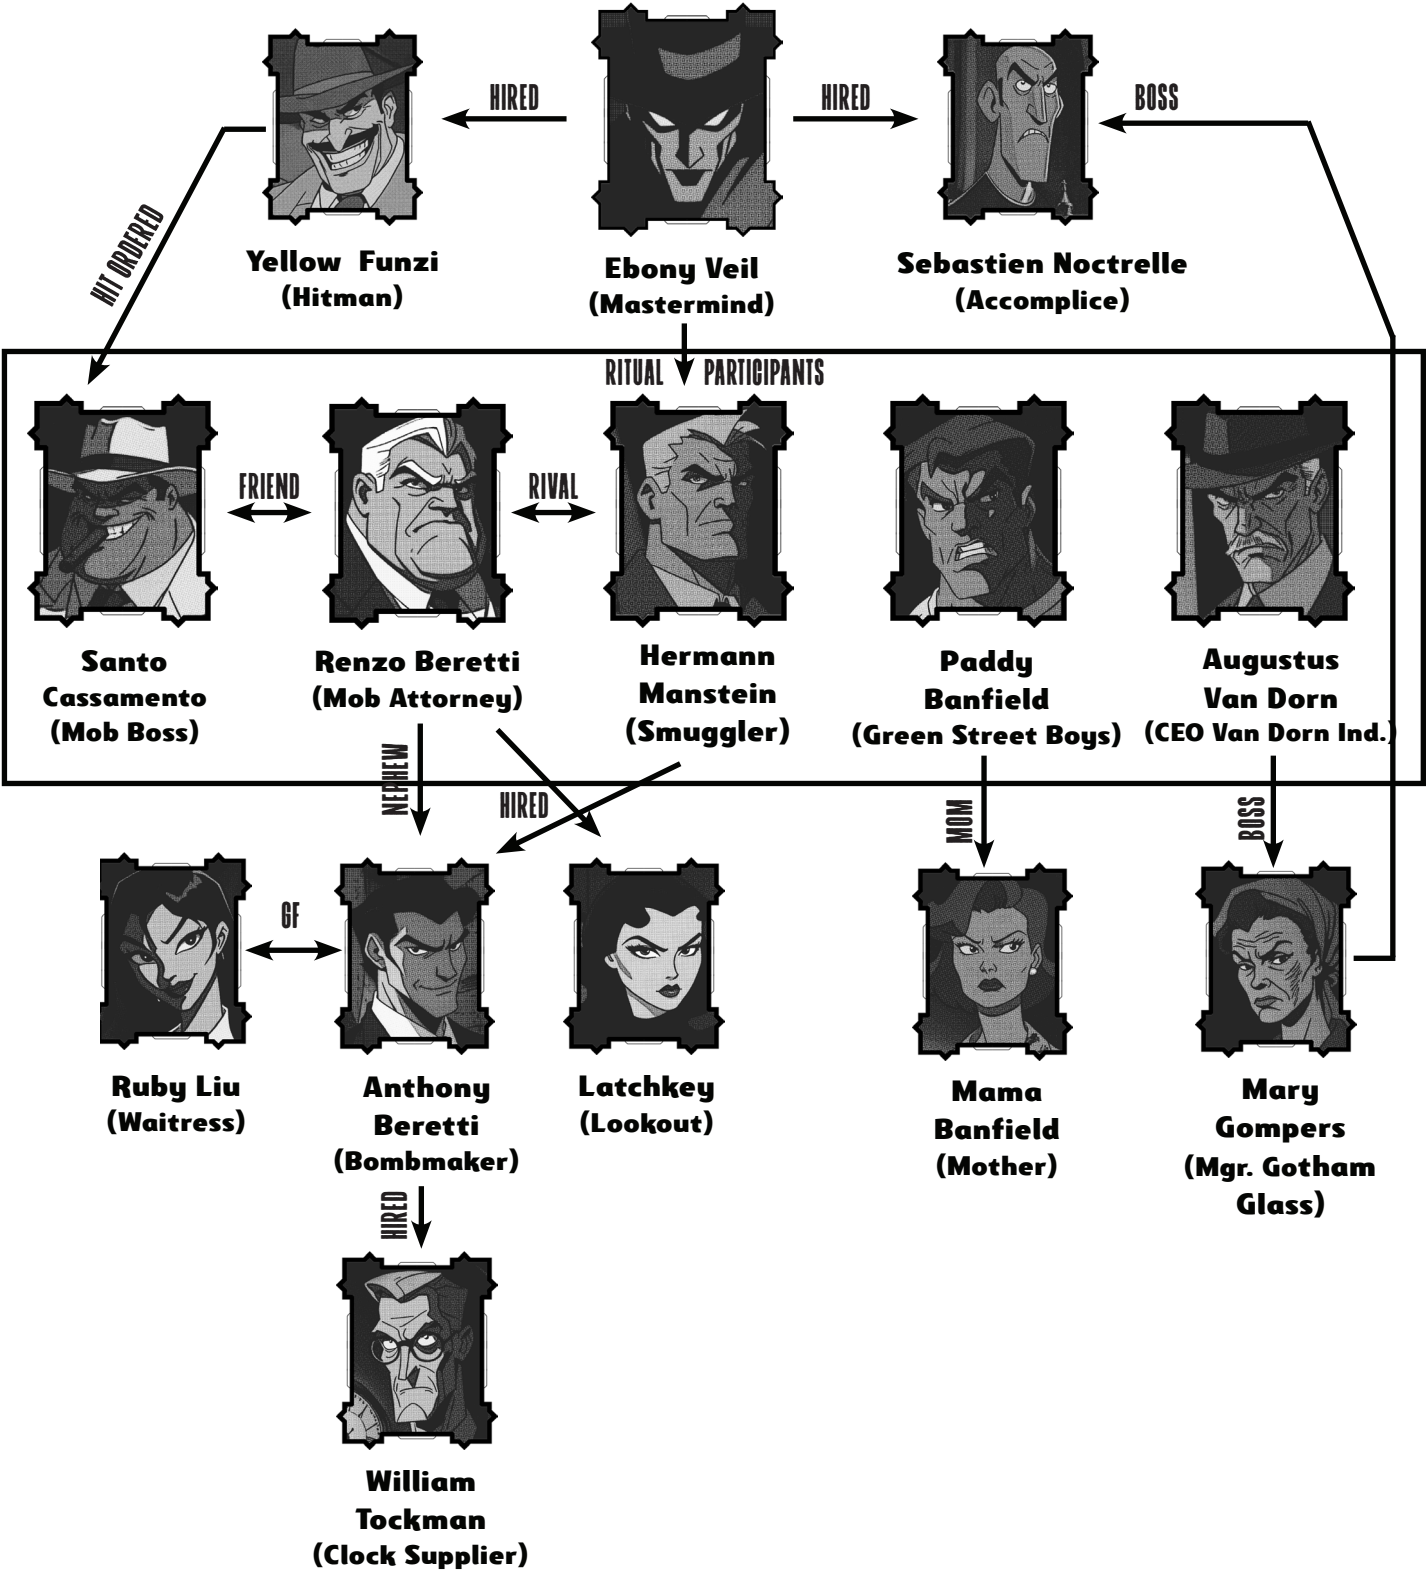 HIRED
HIRED
BOSS
HIT ORDERED
Yellow Funzi
(Hitman)
Ebony Veil
(Mastermind)
Sebastien Noctrelle
(Accomplice)
RITUAL PARTICIPANTS
FRIEND
RIVAL
Santo
Cassamento
(Mob Boss)
Renzo Beretti
(Mob Attorney)
Hermann
Manstein
(Smuggler)
Paddy
Banfield
(Green Street Boys)
Augustus
Van Dorn
(CEO Van Dorn Ind.)
NEPHEW
HIRED
MOM
BOSS
GF
Ruby Liu
(Waitress)
Anthony
Beretti
(Bombmaker)
Latchkey
(Lookout)
Mama
Banfield
(Mother)
Mary
Gompers
(Mgr. Gotham
Glass)
HIRED
William
Tockman
(Clock Supplier)